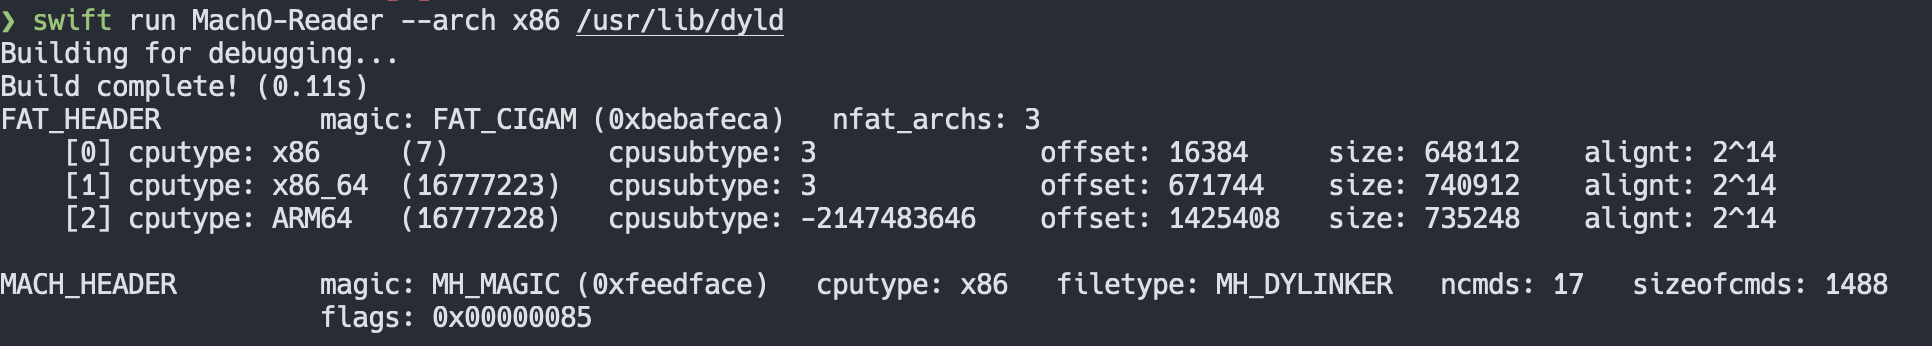 ❯ swift run MachO-Reader --arch x86 /usr/lib/dyld
Building for debugging...
Build complete! (0.11s)
FAT_HEADER          magic: FAT_CIGAM (0xbebafeca)   nfat_archs: 3
    [0] cputype: x86     (7)          cpusubtype: 3              offset: 16384     size: 648112    alignt: 2^14
    [1] cputype: x86_64  (16777223)   cpusubtype: 3              offset: 671744    size: 740912    alignt: 2^14
    [2] cputype: ARM64   (16777228)   cpusubtype: -2147483646    offset: 1425408   size: 735248    alignt: 2^14
MACH_HEADER         magic: MH_MAGIC (0xfeedface)   cputype: x86   filetype: MH_DYLINKER   ncmds: 17   sizeofcmds: 1488
                    flags: 0x00000085